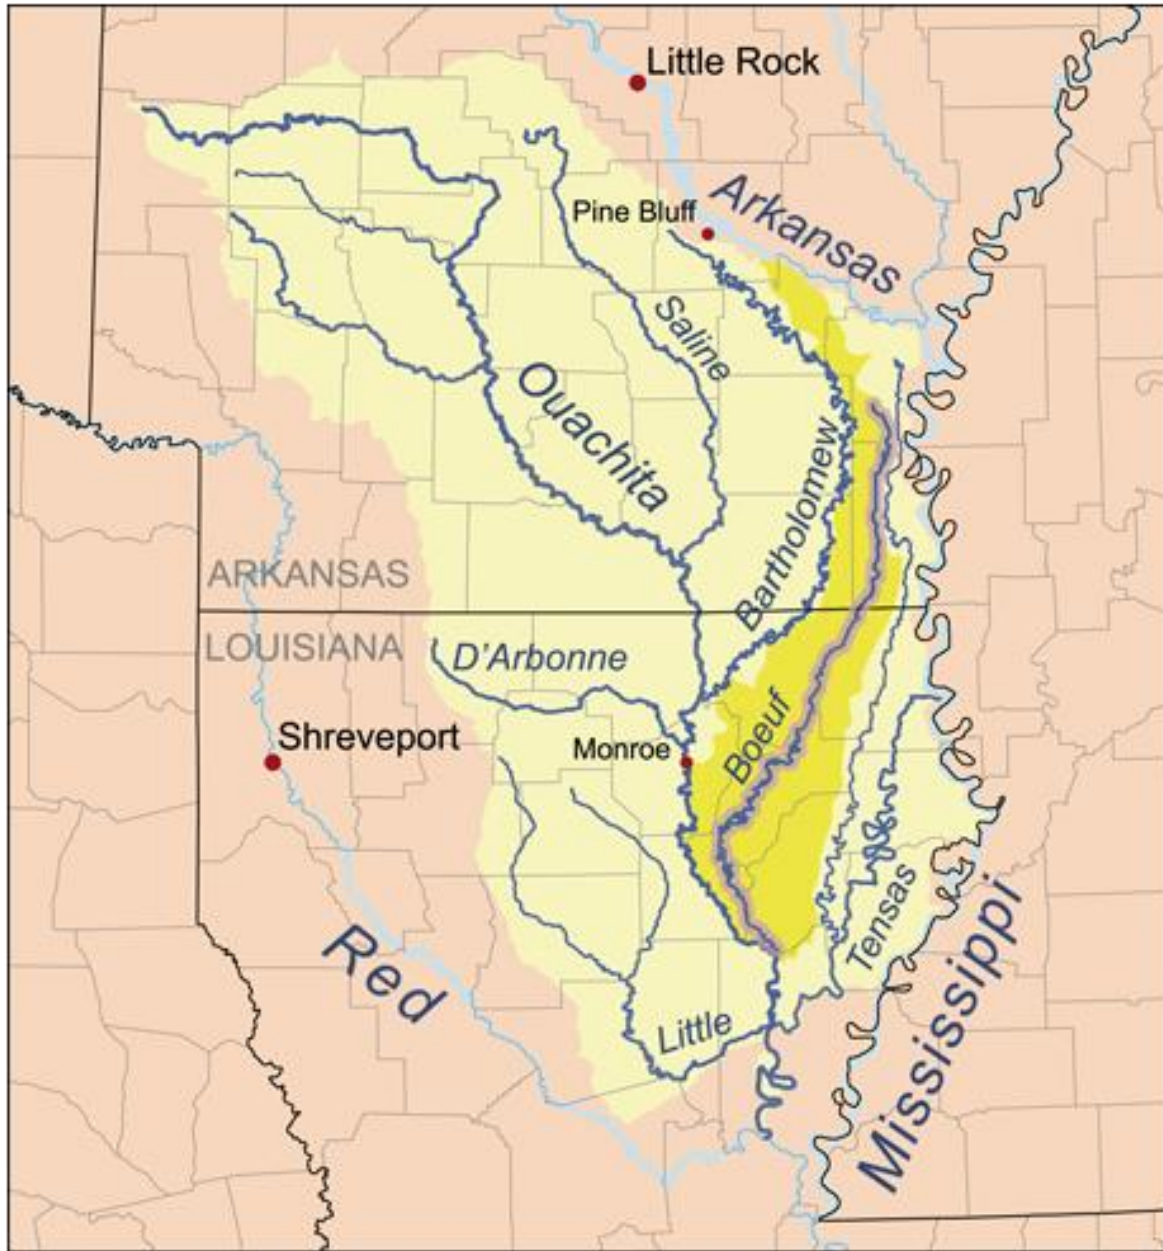 Little Rock
Arkansas
Pine Bluff
Saline
Ouachita
Bartholomew
ARKANSAS
LOUISIANA
D'Arbonne
Boeuf
Shreveport
Monroe
Tensas
Mississippi
Red
Little